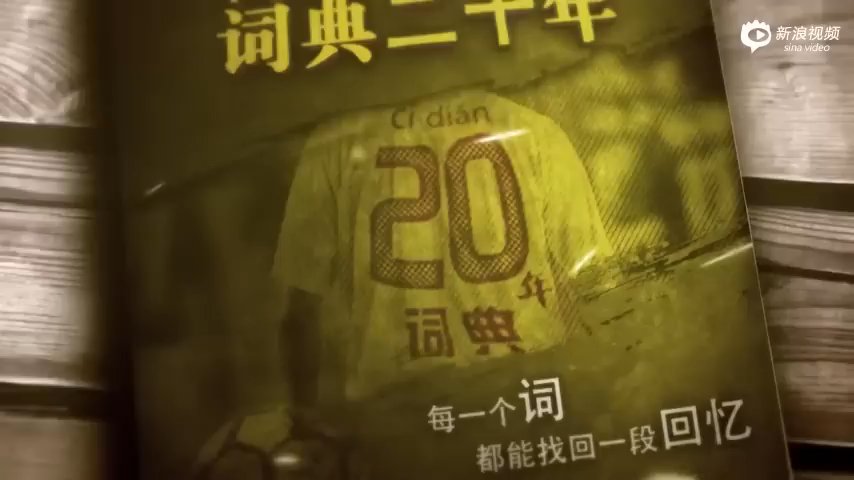 新浪视频
sina video
词典二十年
Cí diǎn
20
年
词典
每一个词
都能找回一段回忆